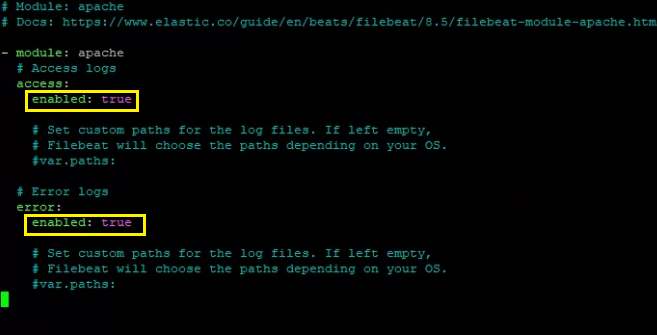 # Module: apache
# Docs: https://www.elastic.co/guide/en/beats/filebeat/8.5/filebeat-module-apache.htm
- module: apache
# Access logs
access:
enabled: true
# Set custom paths for the log files. If left empty,
# Filebeat will choose the paths depending on your OS.
#var.paths:
# Error logs
error:
enabled: true
# Set custom paths for the log files. If left empty,
# Filebeat will choose the paths depending on your OS.
#var.paths: